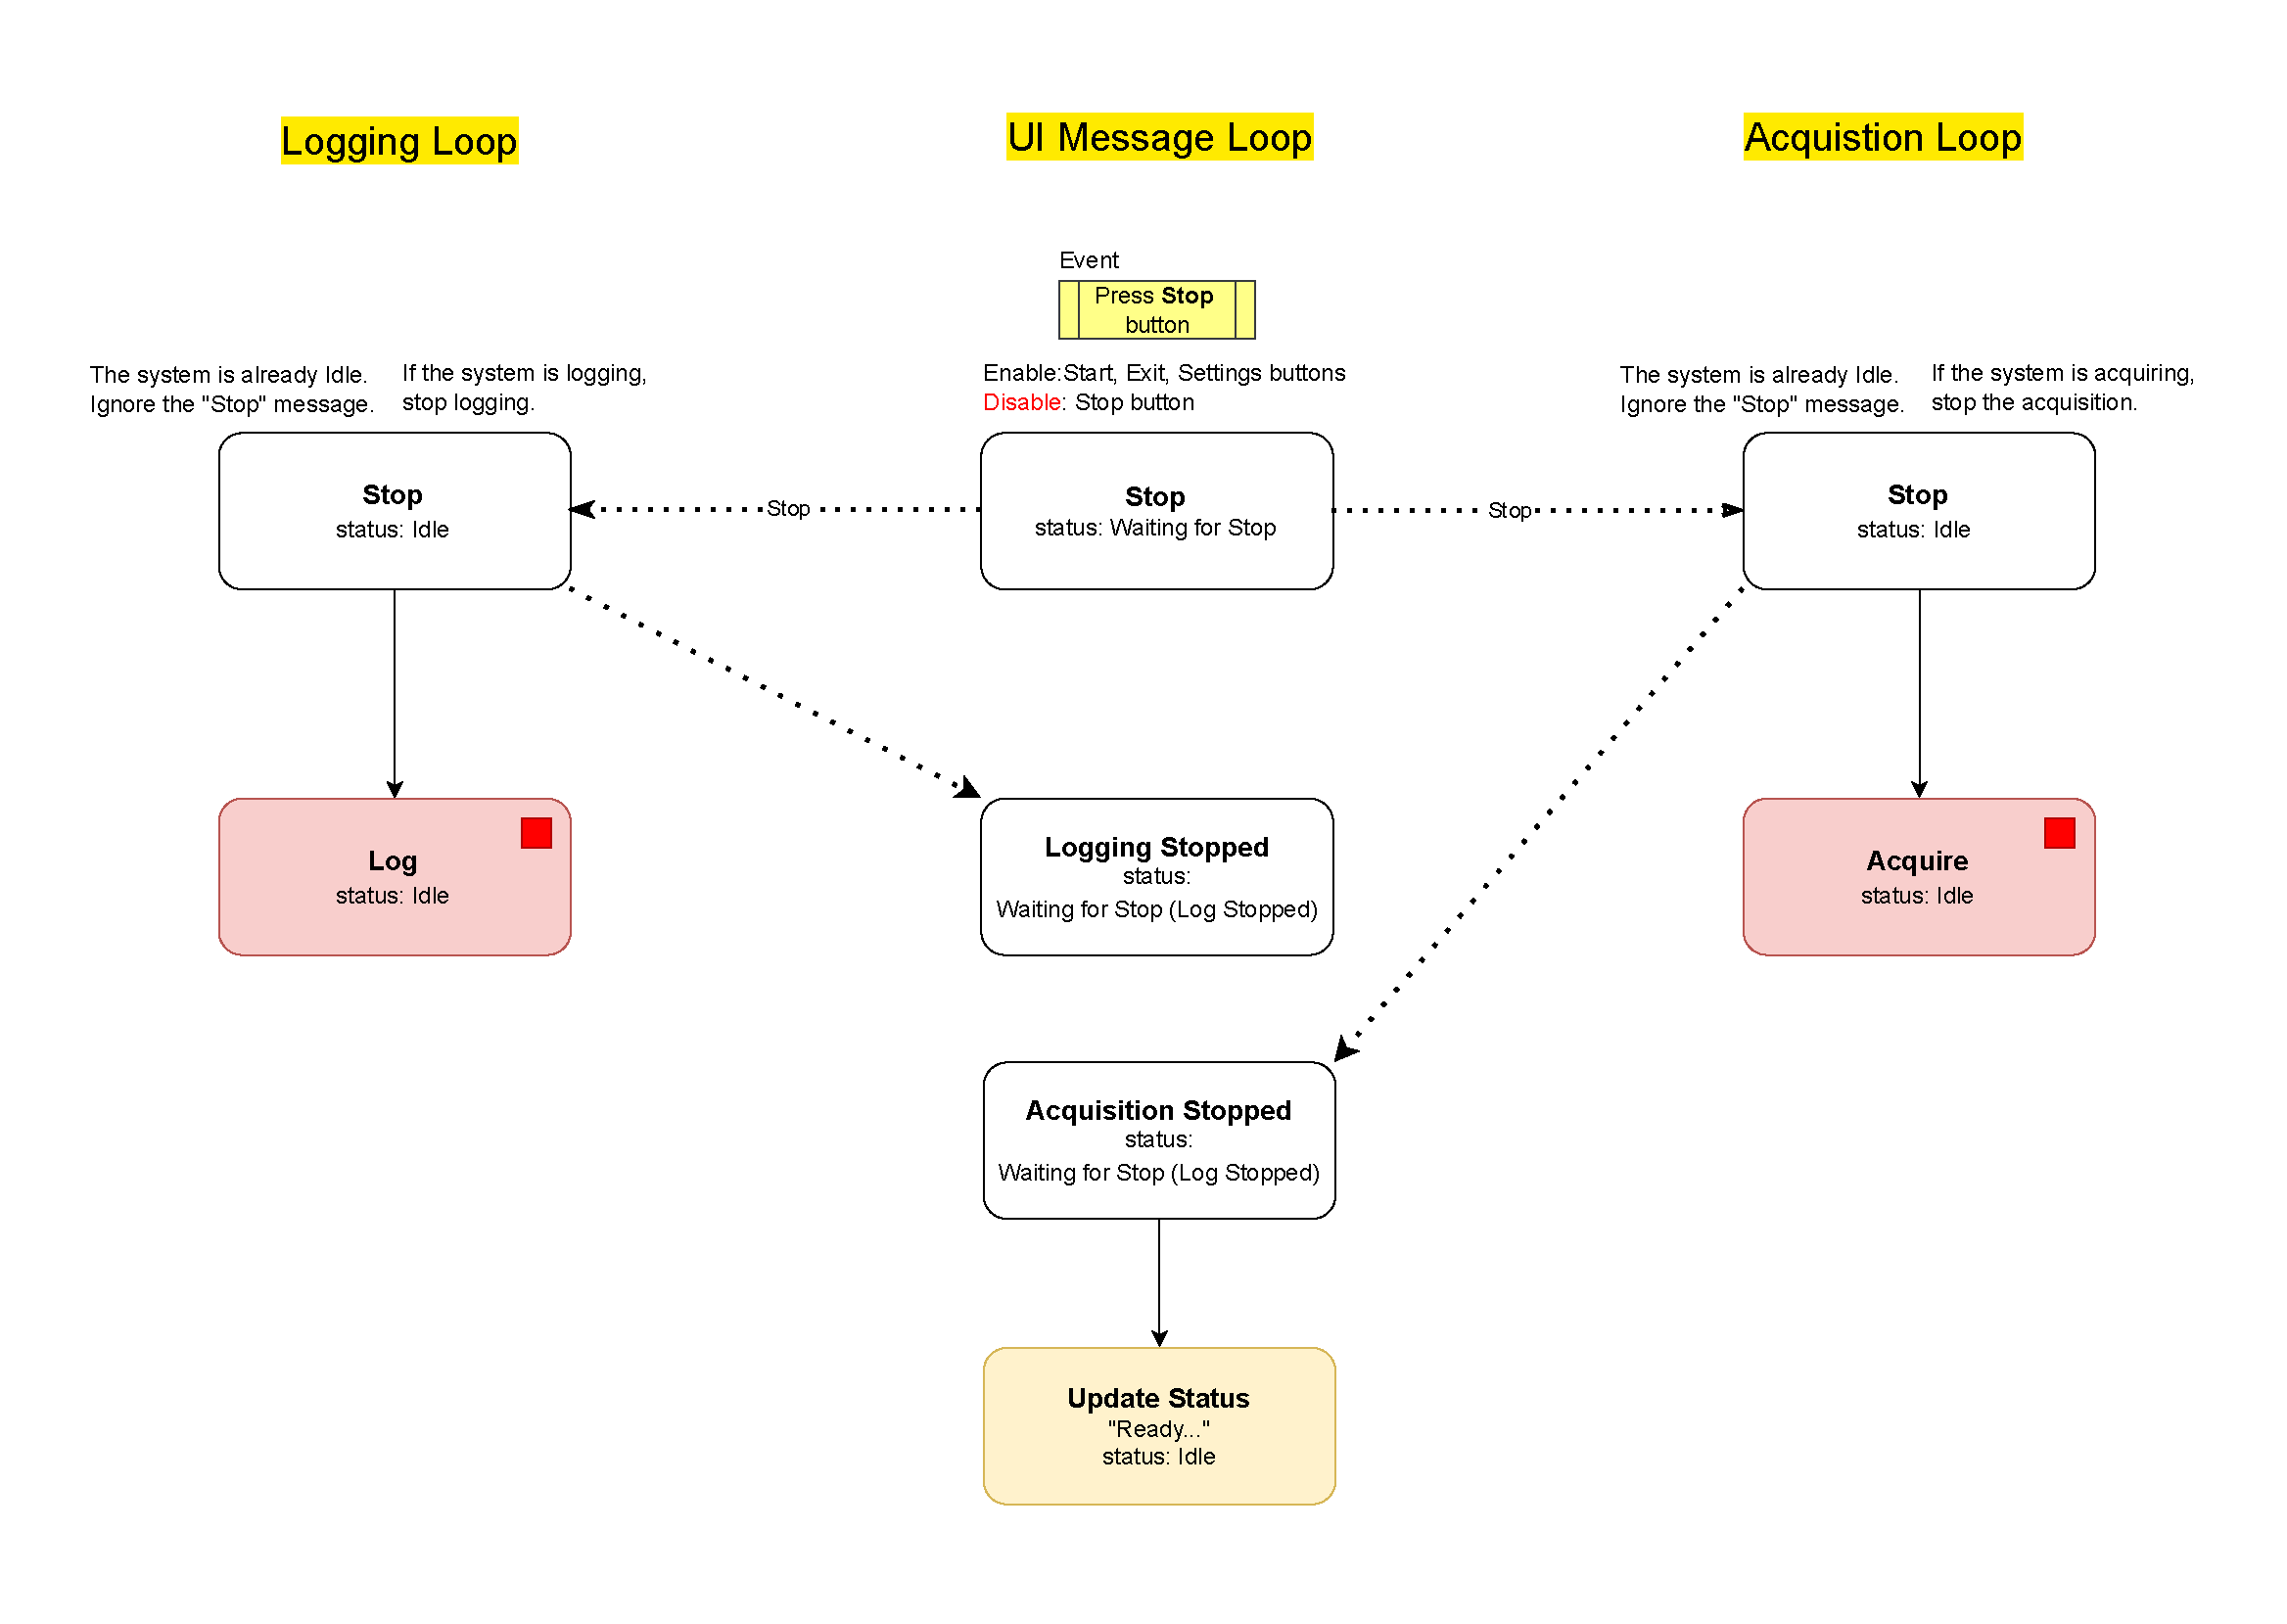 Logging Loop
UI Message Loop
Acquistion Loop
Event
Press Stop
button
The system is already Idle.
Ignore the "Stop" message.
If the system is logging,
stop logging.
Enable:Start, Exit, Settings buttons
Disable: Stop button
The system is already Idle.
Ignore the "Stop" message.
If the system is acquiring,
stop the acquisition.
Stop
status: Idle
Stop
Stop
status: Waiting for Stop
Stop
Stop
status: Idle
Log
status: Idle
Logging Stopped
status:
Waiting for Stop (Log Stopped)
Acquire
status: Idle
Acquisition Stopped
status:
Waiting for Stop (Log Stopped)
Update Status
"Ready..."
status: Idle